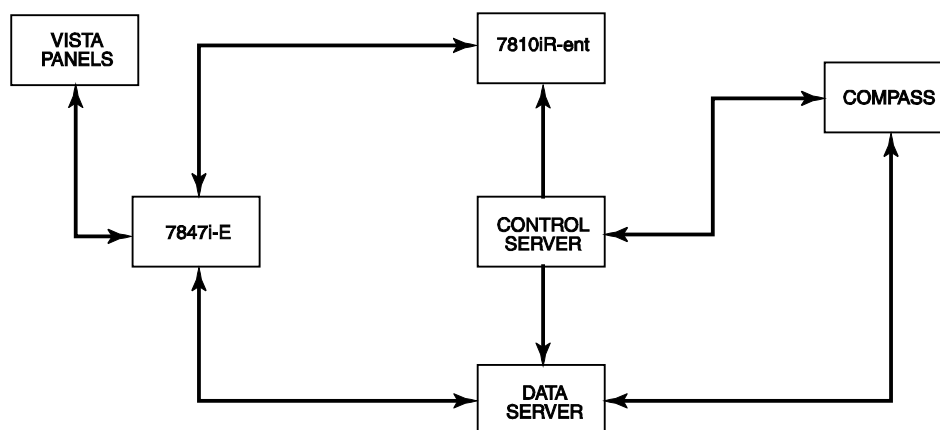 VISTA
PANELS
7810iR-ent
COMPASS
7847i-E
CONTROL
SERVER
DATA
SERVER